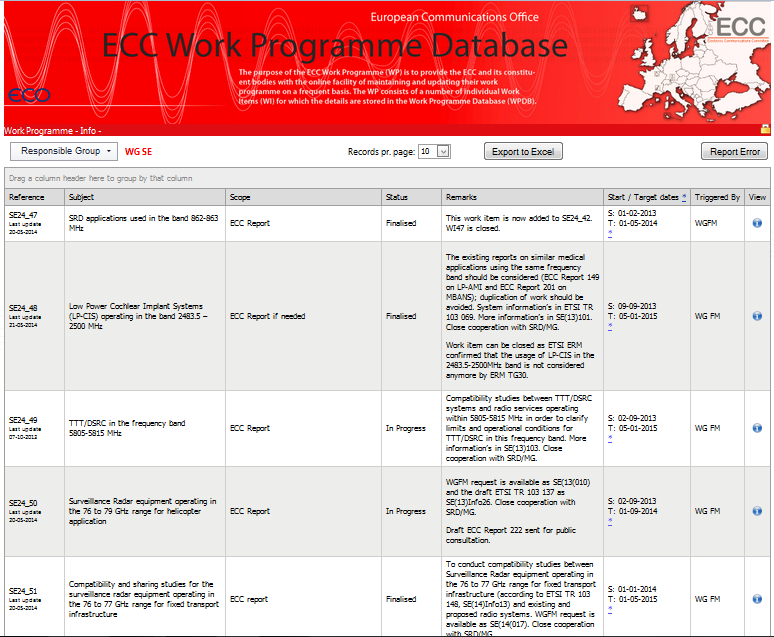 European Communications Office
ECC
ECC Work Programme Database
The purpose of the ECC Work Programme (WP) is to provide the ECC and its constitu-
ent bodies with the online facility of maintaining and updating their work
programme on a frequent basis. The WP consists of a number of individual Work
Items (WI) for which the details are stored in the Work Programme Database (WPDB).
ECO
Work Programme - Info -
Responsible Group WG SE Records pr. page: 10 Export to Excel Report Error
Drag a column header here to group by that column
Reference Subject Scope Status Remarks Start / Target dates * Triggered By View
SE24_47
Last update
20-05-2014
SRD applications used in the band 862-863
MHz
ECC Report
Finalised
This work item is now added to SE24_42.
WI47 is closed.
S: 01-02-2013
T: 01-05-2014
*
WGFM
SE24_48
Last update
21-05-2014
Low Power Cochlear Implant Systems
(LP-CIS) operating in the band 2483.5 –
2500 MHz
ECC Report if needed
Finalised
The existing reports on similar medical
applications using the same frequency
band should be considered (ECC Report 149
on LP-AMI and ECC Report 201 on
MBANS); duplication of work should be
avoided. System information's in ETSI TR
103 069. More information's in SE(13)101.
Close cooperation with SRD/MG.
Work item can be closed as ETSI ERM
confirmed that the usage of LP-CIS in the
2483.5-2500MHz band is not considered
anymore by ERM TG30.
S: 09-09-2013
T: 05-01-2015
*
WG FM
SE24_49
Last update
07-10-2013
TTT/DSRC in the frequency band
5805-5815 MHz
ECC Report
In Progress
Compatibility studies between TTT/DSRC
systems and radio services operating
within 5805-5815 MHz in order to clarify
limits and operational conditions for
TTT/DSRC in this frequency band. More
information's in SE(13)103. Close
cooperation with SRD/MG.
S: 02-09-2013
T: 05-01-2015
*
WG FM
SE24_50
Last update
20-05-2014
Surveillance Radar equipment operating in
the 76 to 79 GHz range for helicopter
application
ECC Report
In Progress
WGFM request is available as SE(13(010)
and the draft ETSI TR 103 137 as
SE(13)Info26. Close cooperation with
SRD/MG.
Draft ECC Report 222 sent for public
consultation.
S: 02-09-2013
T: 01-09-2014
*
WG FM
SE24_51
Last update
20-05-2014
Compatibility and sharing studies for the
surveillance radar equipment operating in
the 76 to 77 GHz range for fixed transport
infrastructure
ECC report
Finalised
To conduct compatibility studies between
Surveillance Radar equipment operating in
the 76 to 77 GHz range for fixed transport
infrastructure (according to ETSI TR 103
148, SE(14)Info13) and existing and
proposed radio systems. WGFM request is
available as SE(14(017). Close cooperation
with SRD/MG.
S: 01-01-2014
T: 01-05-2015
*
WG FM